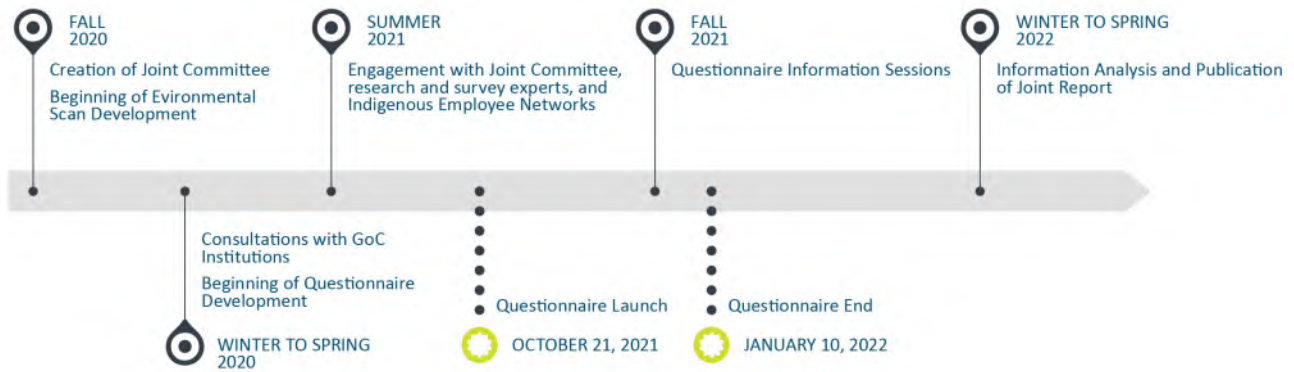 FALL
2020
Creation of Joint Committee
Beginning of Evironmental
Scan Development
SUMMER
2021
Engagement with Joint Committee,
research and survey experts, and
Indigenous Employee Networks
FALL
2021
Questionnaire Information Sessions
WINTER TO SPRING
2022
Information Analysis and Publication
of Joint Report
Consultations with GoC
Institutions
Beginning of Questionnaire
Development
WINTER TO SPRING
2020
Questionnaire Launch
OCTOBER 21, 2021
Questionnaire End
JANUARY 10, 2022